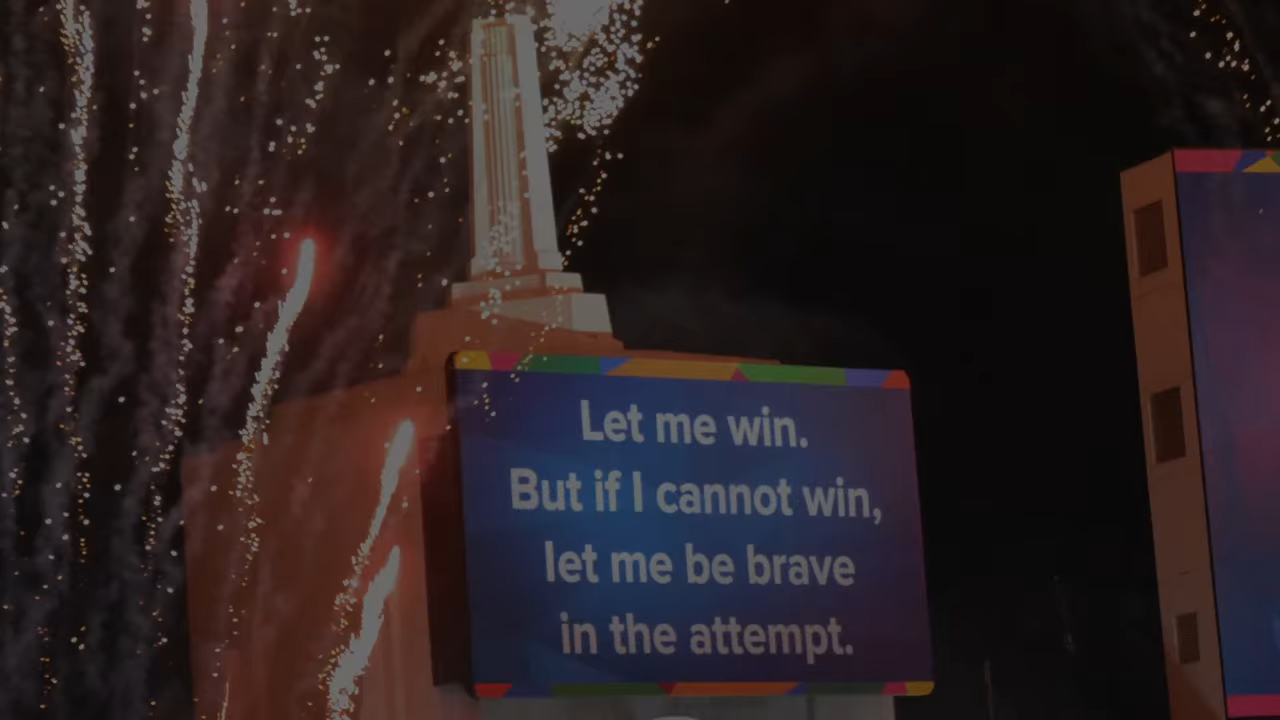 Let me win.
But if I cannot win,
let me be brave
in the attempt.